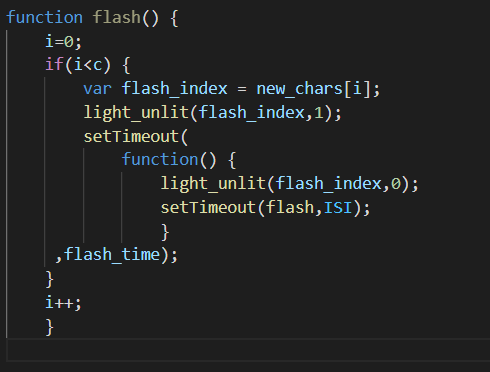 function flash() {
    i=0;
    if(i<c) {
        var flash_index = new_chars[i];
        light_unlit(flash_index,1);
        setTimeout(
            function() {
                light_unlit(flash_index,0);
                setTimeout(flash,ISI);
                }
     ,flash_time);
    }
    i++;
    }